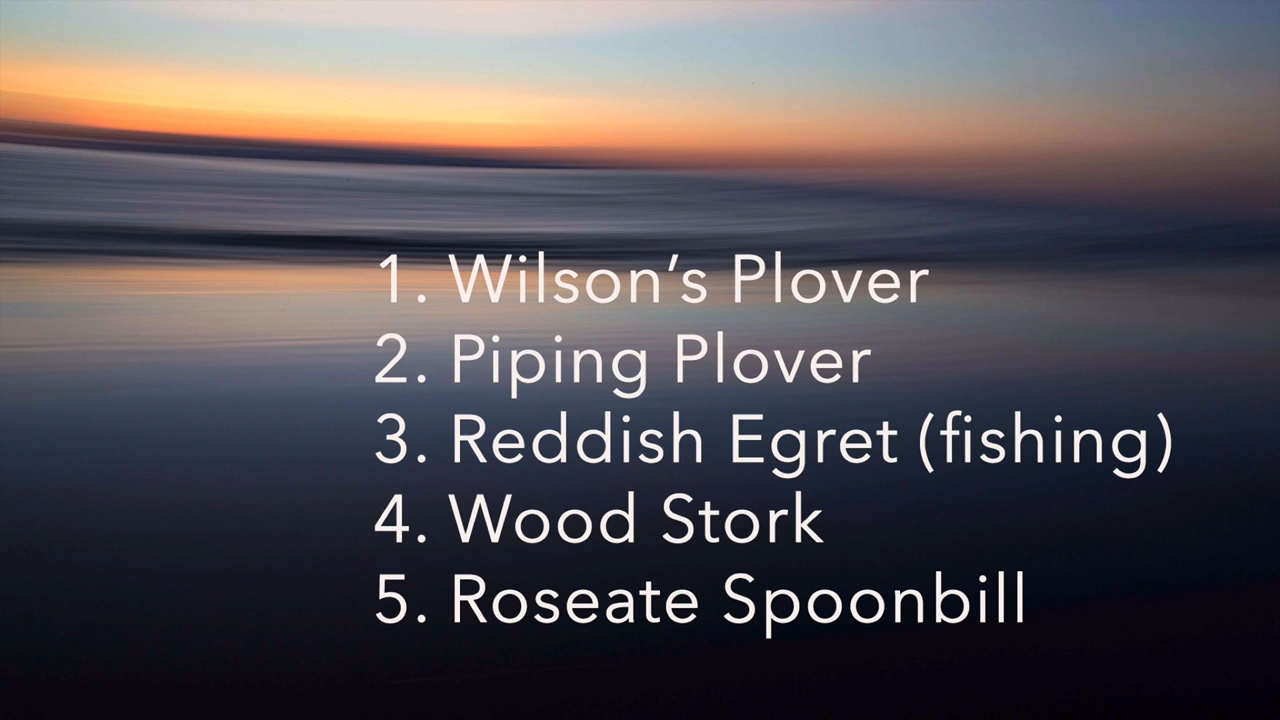 1. Wilson’s Plover
2. Piping Plover
3. Reddish Egret (fishing)
4. Wood Stork
5. Roseate Spoonbill